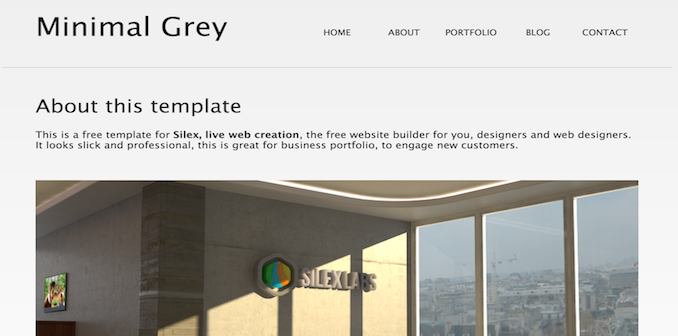 Minimal Grey
HOME ABOUT PORTFOLIO BLOG CONTACT
About this template
This is a free template for Silex, live web creation, the free website builder for you, designers and web designers.
It looks slick and professional, this is great for business portfolio, to engage new customers.
SILEX LABS